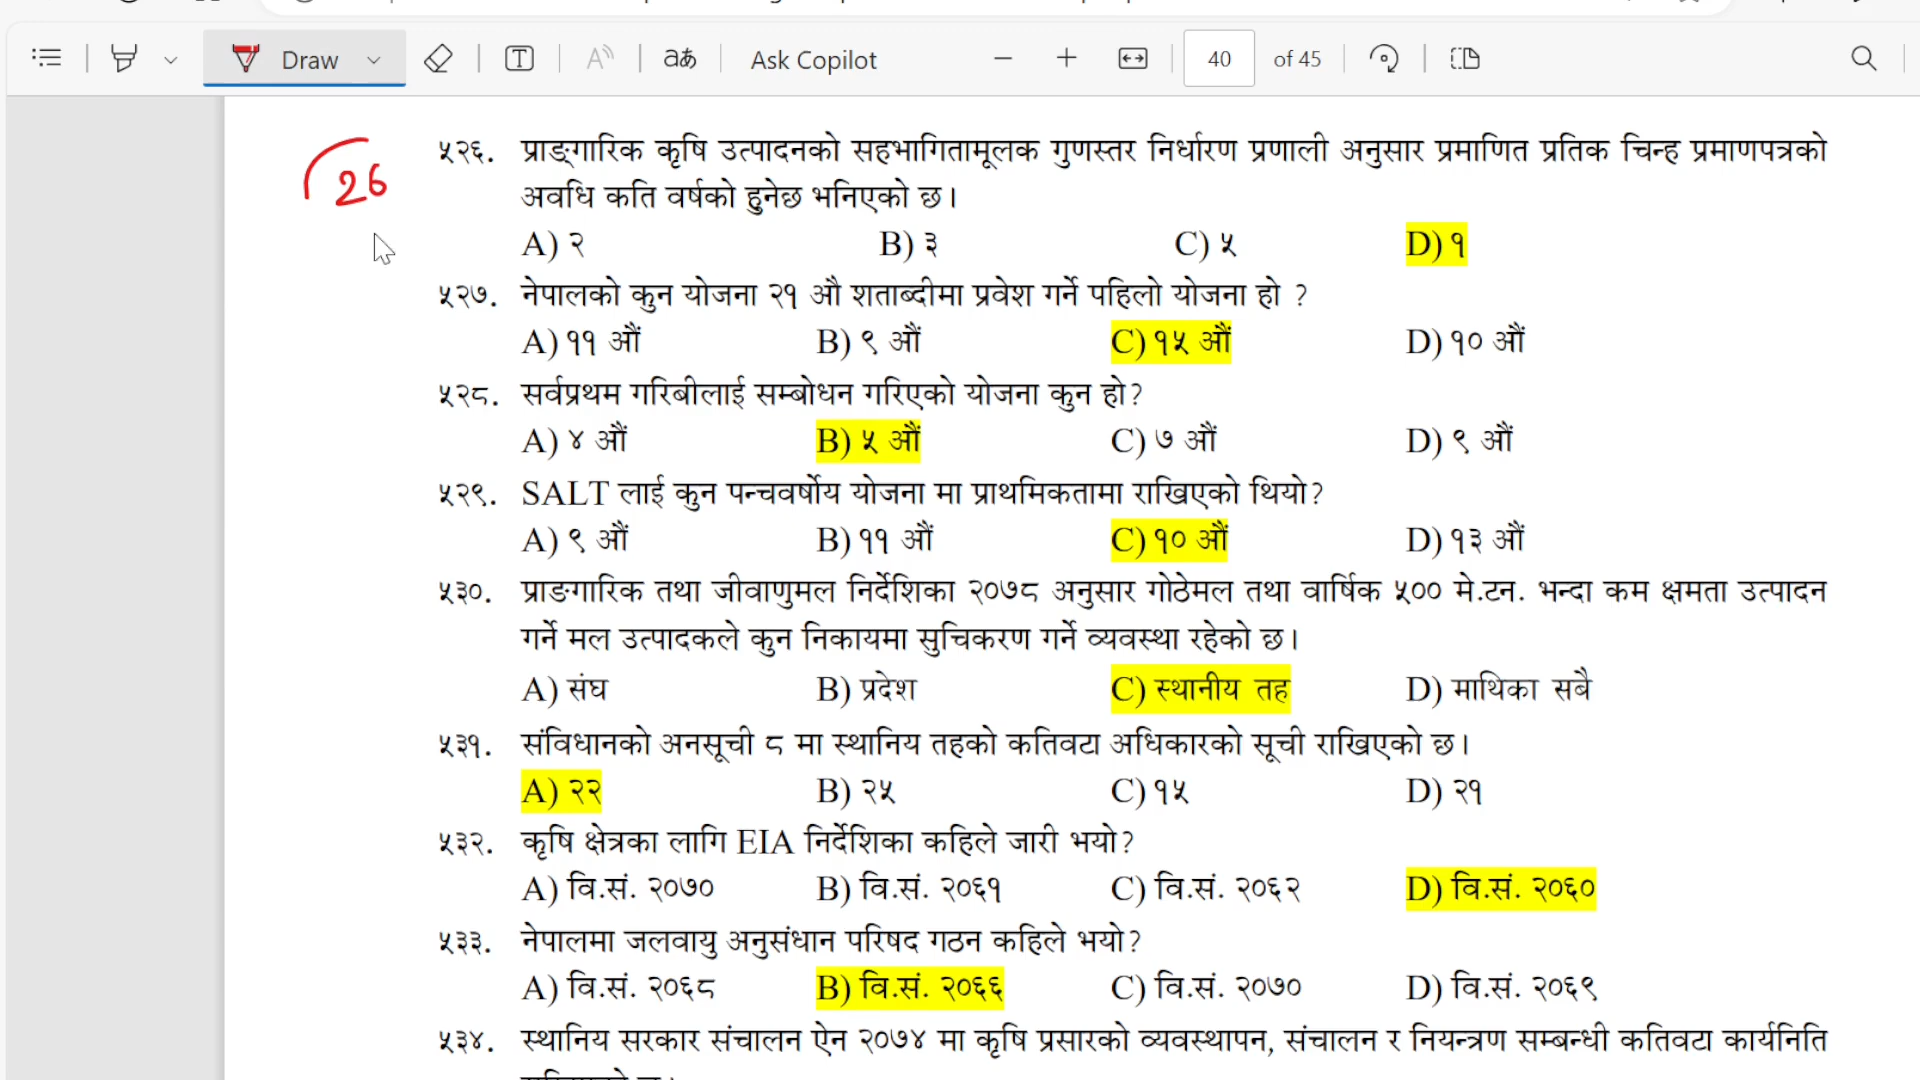 Draw
T
aあ
Ask Copilot
40
of 45
26
५२६. प्राङ्गारिक कृषि उत्पादनको सहभागितामूलक गुणस्तर निर्धारण प्रणाली अनुसार प्रमाणित प्रतिक चिन्ह प्रमाणपत्रको
अवधि कति वर्षको हुनेछ भनिएको छ।
A) २ B) ३ C) ५ D) १
५२७. नेपालको कुन योजना २१ औ शताब्दीमा प्रवेश गर्ने पहिलो योजना हो ?
A) ११ औं B) ९ औं C) १५ औं D) १० औं
५२८. सर्वप्रथम गरिबीलाई सम्बोधन गरिएको योजना कुन हो?
A) ४ औं B) ५ औं C) ७ औं D) ९ औं
५२९. SALT लाई कुन पन्चवर्षोय योजना मा प्राथमिकतामा राखिएको थियो?
A) ९ औं B) ११ औं C) १० औं D) १३ औं
५३०. प्राङगारिक तथा जीवाणुमल निर्देशिका २०७८ अनुसार गोठेमल तथा वार्षिक ५०० मे.टन. भन्दा कम क्षमता उत्पादन
गर्ने मल उत्पादकले कुन निकायमा सुचिकरण गर्ने व्यवस्था रहेको छ।
A) संघ B) प्रदेश C) स्थानीय तह D) माथिका सबै
५३१. संविधानको अनसूची ८ मा स्थानिय तहको कतिवटा अधिकारको सूची राखिएको छ।
A) २२ B) २५ C) १५ D) २१
५३२. कृषि क्षेत्रका लागि EIA निर्देशिका कहिले जारी भयो?
A) वि.सं. २०७० B) वि.सं. २०६१ C) वि.सं. २०६२ D) वि.सं. २०६०
५३३. नेपालमा जलवायु अनुसंधान परिषद गठन कहिले भयो?
A) वि.सं. २०६८ B) वि.सं. २०६६ C) वि.सं. २०७० D) वि.सं. २०६९
५३४. स्थानिय सरकार संचालन ऐन २०७४ मा कृषि प्रसारको व्यवस्थापन, संचालन र नियन्त्रण सम्बन्धी कतिवटा कार्यनिति